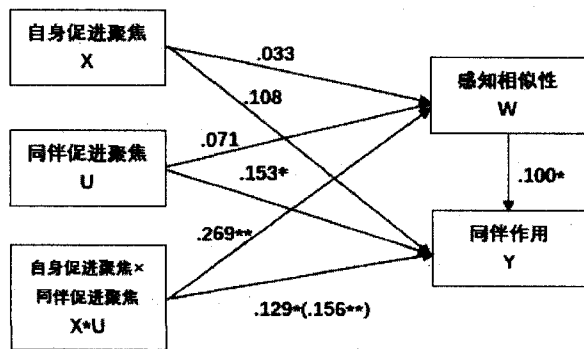 自身促进聚焦
X
.033
感知相似性
W
.108
.071
同伴促进聚焦
U
.153*
.100*
.269**
同伴作用
Y
自身促进聚焦×
同伴促进聚焦
X*U
.129*(.156**)